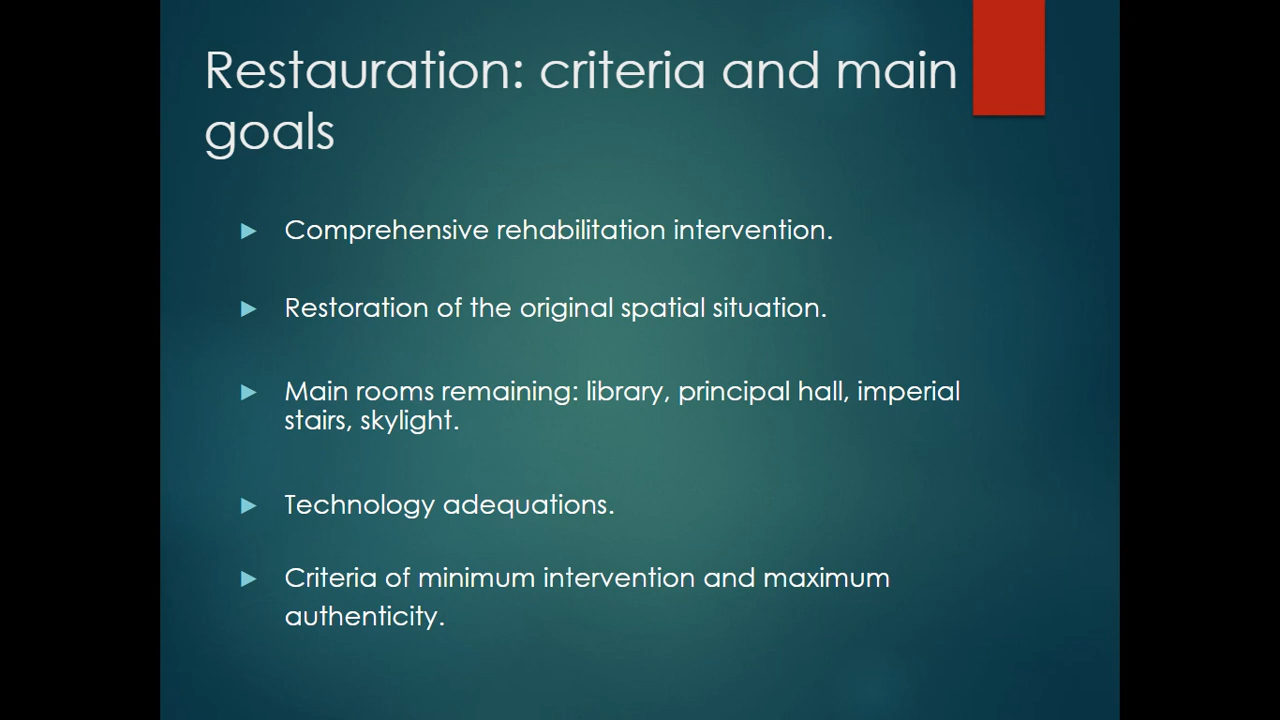 Restauration: criteria and main
goals
Comprehensive rehabilitation intervention.
Restoration of the original spatial situation.
Main rooms remaining: library, principal hall, imperial
stairs, skylight.
Technology adequations.
Criteria of minimum intervention and maximum
authenticity.